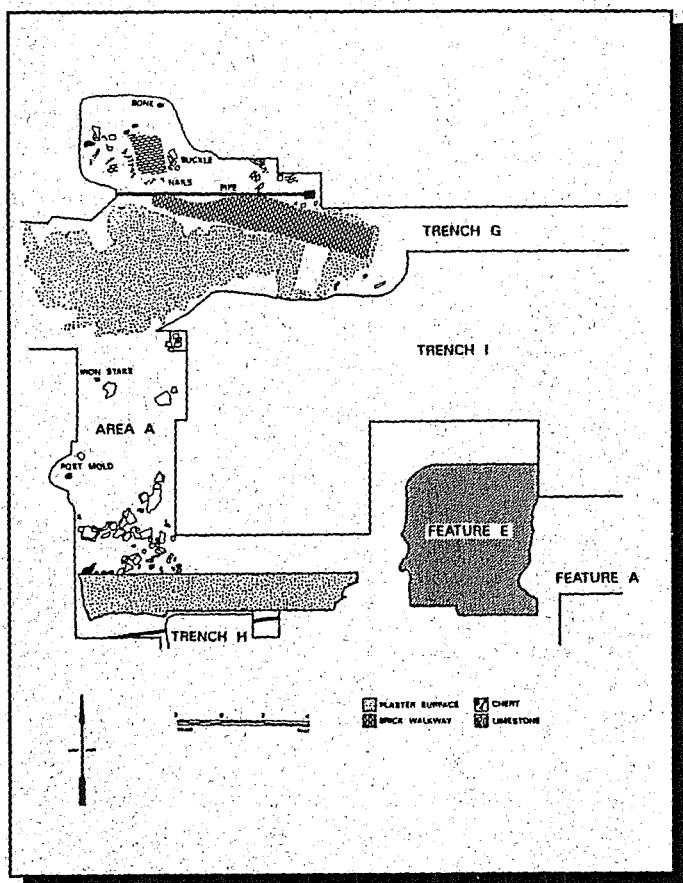 BONE
BUCKLE
NAILS
PIPE
TRENCH G
TRENCH I
IRON STAKE
AREA A
POST MOLD
FEATURE E
FEATURE A
TRENCH H
PLASTER SURFACE
CHERT
BRICK WALKWAY
LIMESTONE